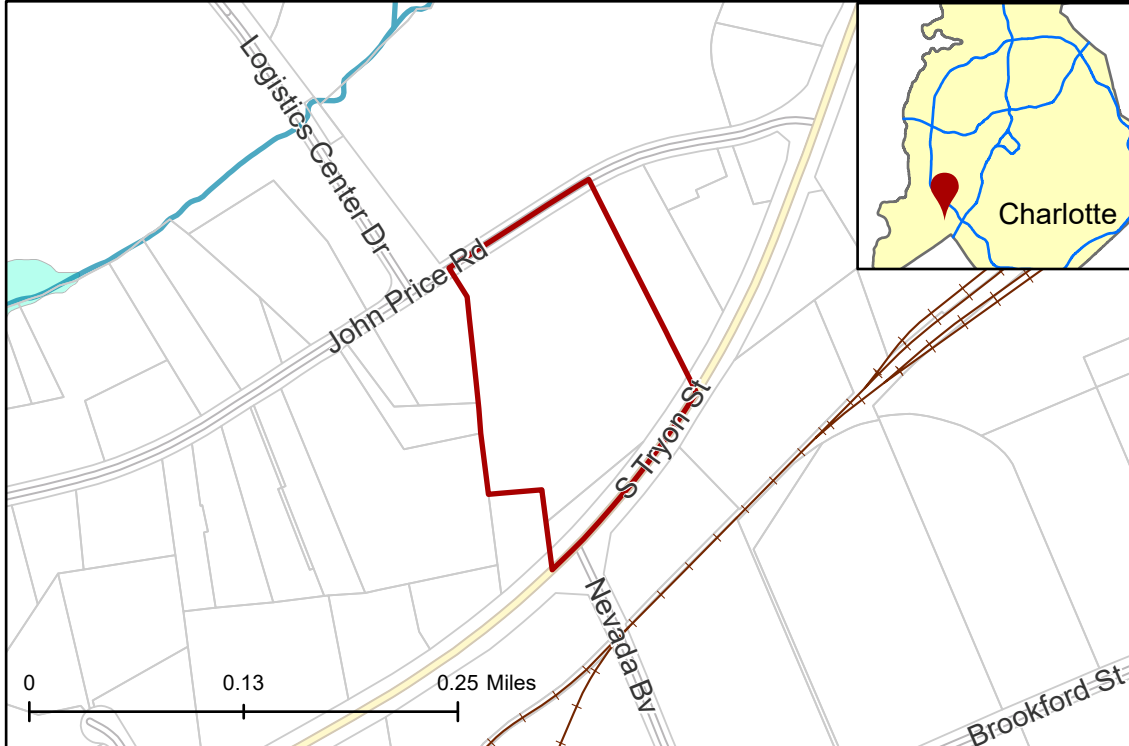 Logistics Center Dr
John Price Rd
Charlotte
S Tryon St
Nevada Bv
Brookford St
0 0.13 0.25 Miles